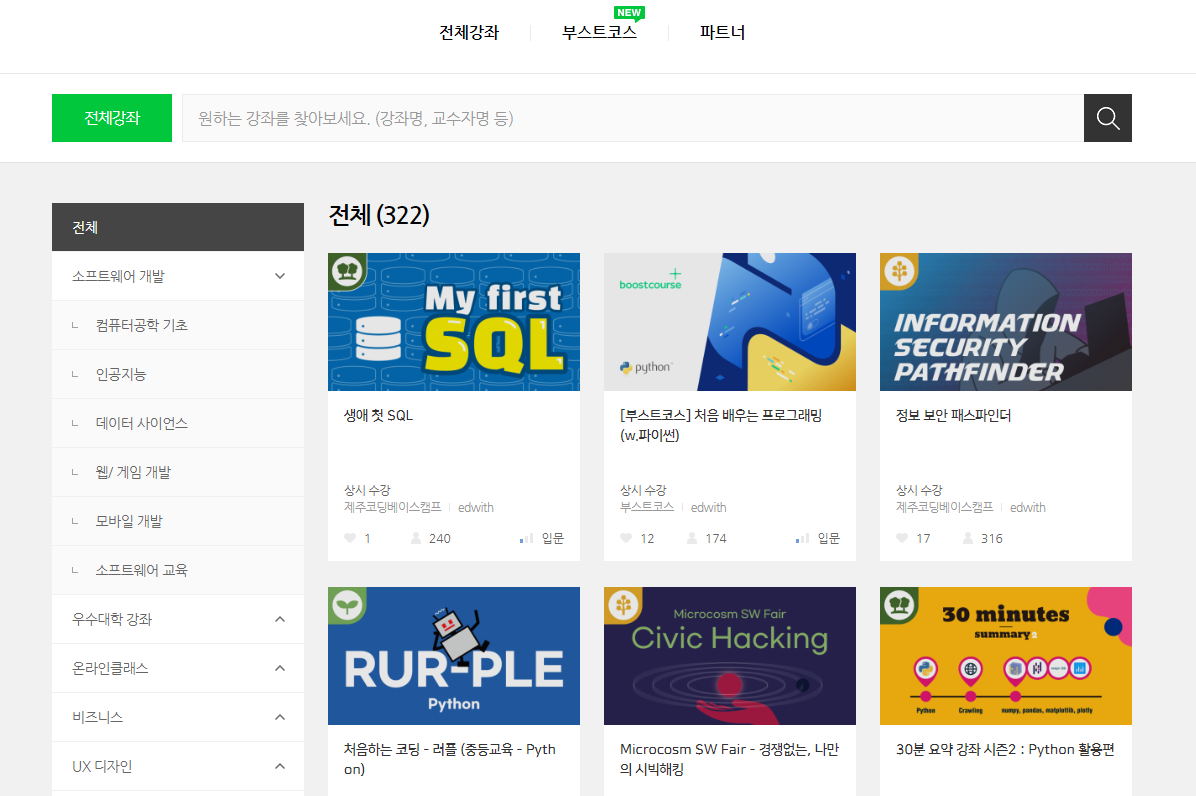 NEW
전체강좌
부스트코스
파트너
전체강좌
원하는 강좌를 찾아보세요. (강좌명, 교수자명 등)
전체
소프트웨어 개발
컴퓨터공학 기초
인공지능
데이터 사이언스
웹/ 게임 개발
모바일 개발
소프트웨어 교육
우수대학 강좌
온라인클래스
비즈니스
UX 디자인
전체 (322)
My first
SQL
생애 첫 SQL
상시 수강
제주코딩베이스캠프 edwith
1 240 입문
boostcourse
python
[부스트코스] 처음 배우는 프로그래밍
(w.파이썬)
상시 수강
부스트코스 edwith
12 174 입문
INFORMATION
SECURITY
PATHFINDER
정보 보안 패스파인더
상시 수강
제주코딩베이스캠프 edwith
17 316
RUR-PLE
Python
처음하는 코딩 - 러플 (중등교육 - Pyth
on)
Microcosm SW Fair
Civic Hacking
Microcosm SW Fair - 경쟁없는, 나만
의 시빅해킹
30 minutes
summary 2
Python Crawling numpy, pandas, matplotlib, plotly
30분 요약 강좌 시즌2 : Python 활용편